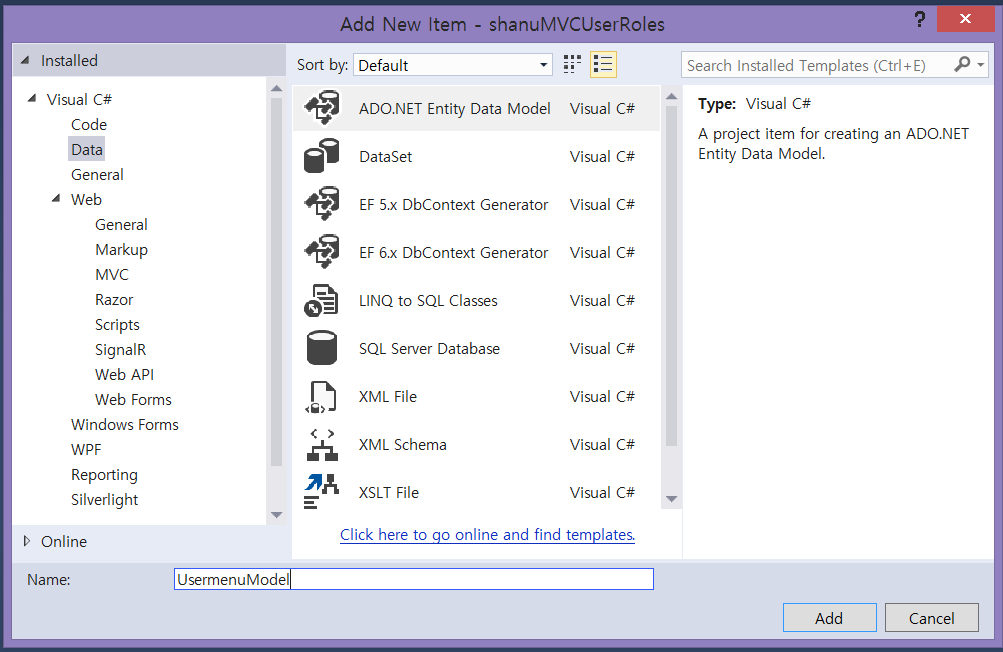 Add New Item - shanuMVCUserRoles
?
Installed
Sort by: Default
Search Installed Templates (Ctrl+E)
Visual C#
Code
Data
General
Web
General
Markup
MVC
Razor
Scripts
SignalR
Web API
Web Forms
Windows Forms
WPF
Reporting
Silverlight
Online
ADO.NET Entity Data Model Visual C#
DataSet Visual C#
EF 5.x DbContext Generator Visual C#
EF 6.x DbContext Generator Visual C#
LINQ to SQL Classes Visual C#
SQL Server Database Visual C#
XML File Visual C#
XML Schema Visual C#
XSLT File Visual C#
Click here to go online and find templates.
Type: Visual C#
A project item for creating an ADO.NET
Entity Data Model.
Name: UsermenuModel
Add Cancel